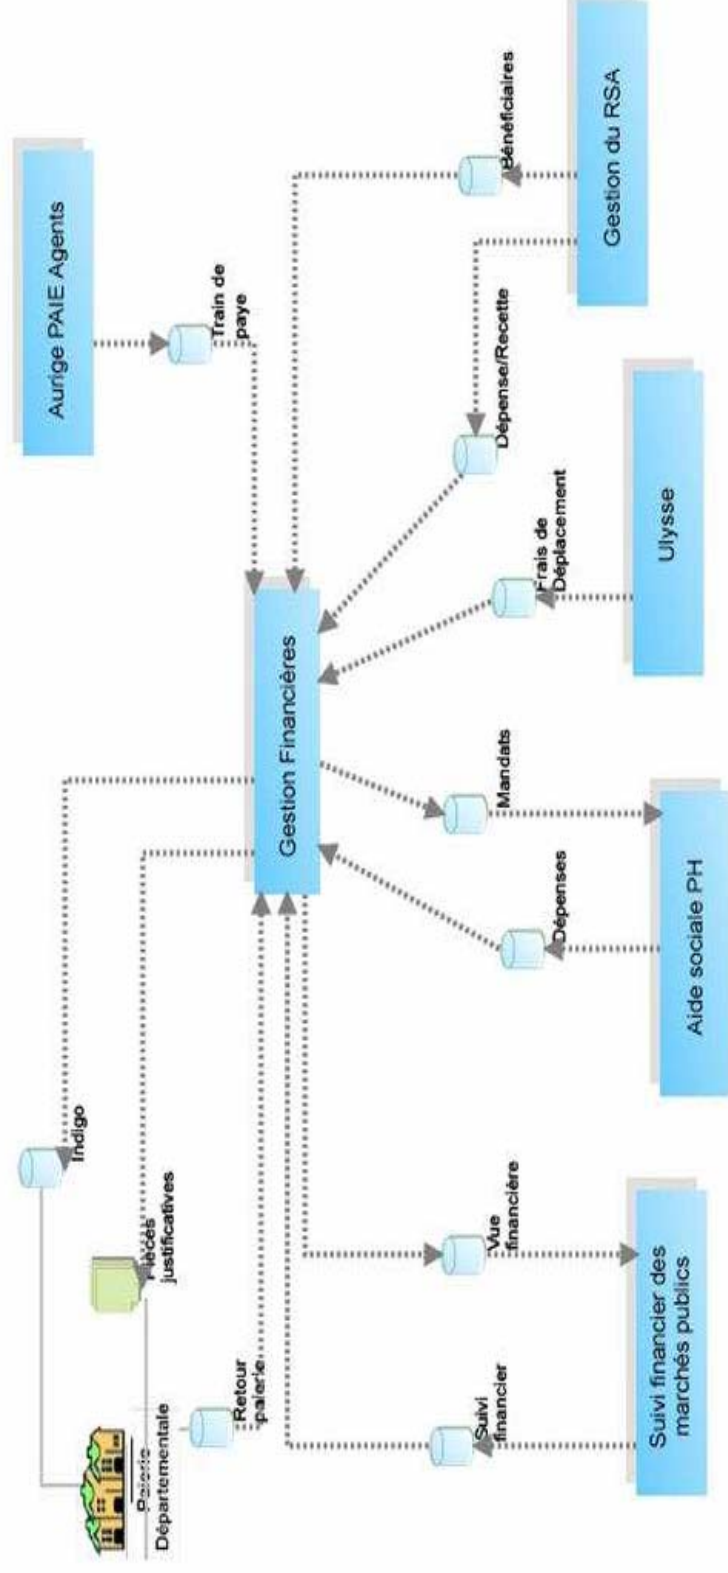 Paierie
Départementale
Indigo
Pièces
justificatives
Retour
paierie
Aurige PAIE Agents
Train de
paye
Gestion Financières
Suivi
financier
Vue
financière
Dépenses
Mandats
Frais de
Déplacement
Dépense/Recette
Bénéficiaires
Suivi financier des
marchés publics
Aide sociale PH
Ulysse
Gestion du RSA